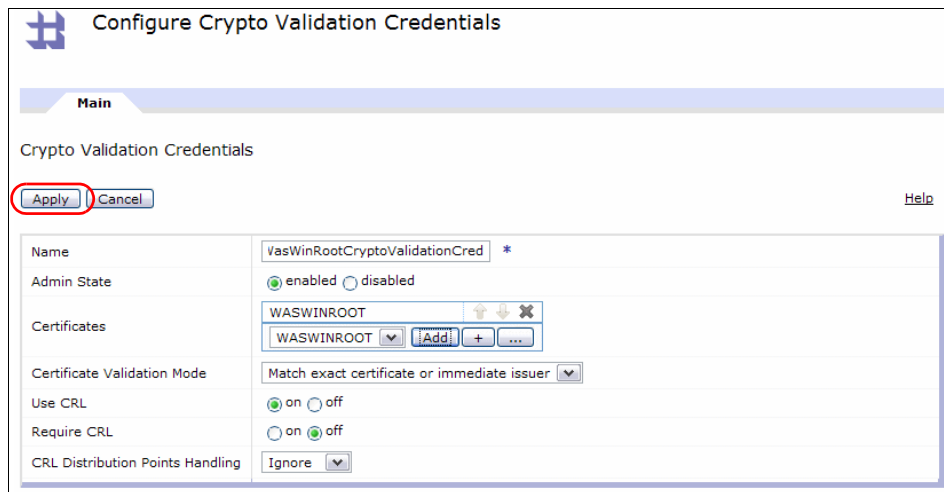 Configure Crypto Validation Credentials
Main
Crypto Validation Credentials
Apply Cancel Help
Name WasWinRootCryptoValidationCred *
Admin State enabled disabled
Certificates WASWINROOT
WASWINROOT Add + ...
Certificate Validation Mode Match exact certificate or immediate issuer
Use CRL on off
Require CRL on off
CRL Distribution Points Handling Ignore